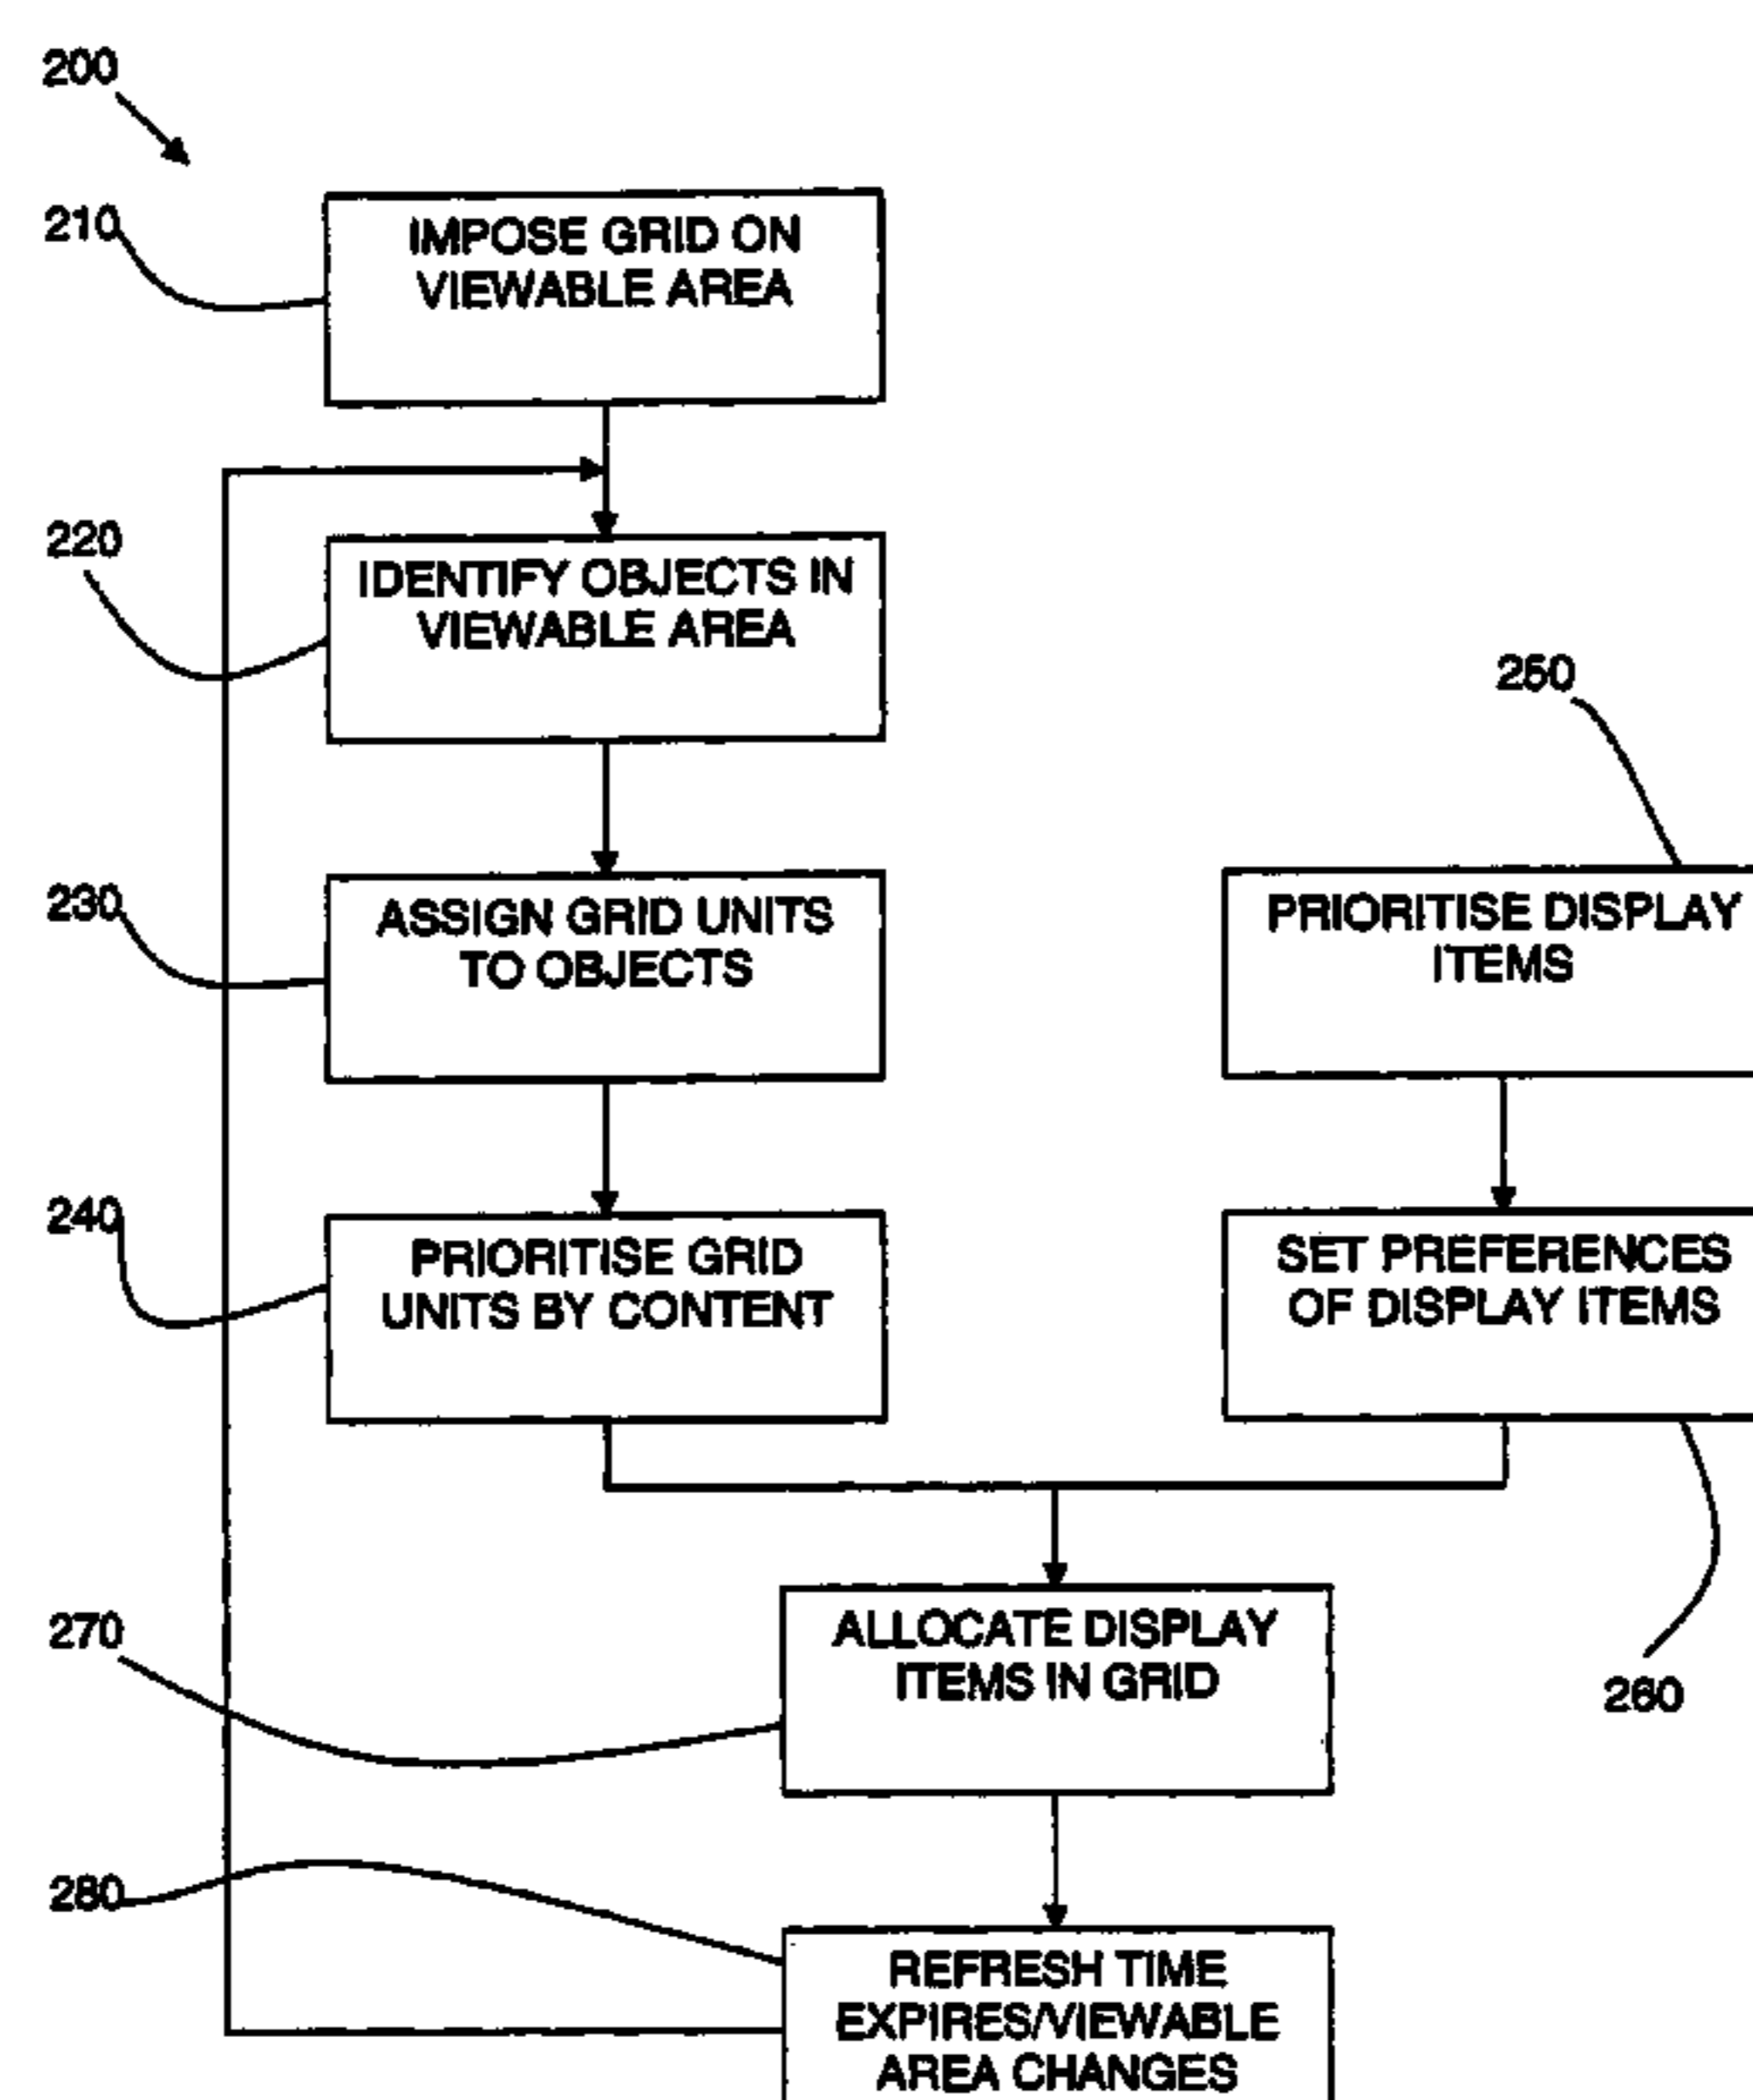 200
210
IMPOSE GRID ON
VIEWABLE AREA
220
IDENTIFY OBJECTS IN
VIEWABLE AREA
250
230
ASSIGN GRID UNITS
TO OBJECTS
PRIORITISE DISPLAY
ITEMS
240
PRIORITISE GRID
UNITS BY CONTENT
SET PREFERENCES
OF DISPLAY ITEMS
270
ALLOCATE DISPLAY
ITEMS IN GRID
260
280
REFRESH TIME
EXPIRES/VIEWABLE
AREA CHANGES